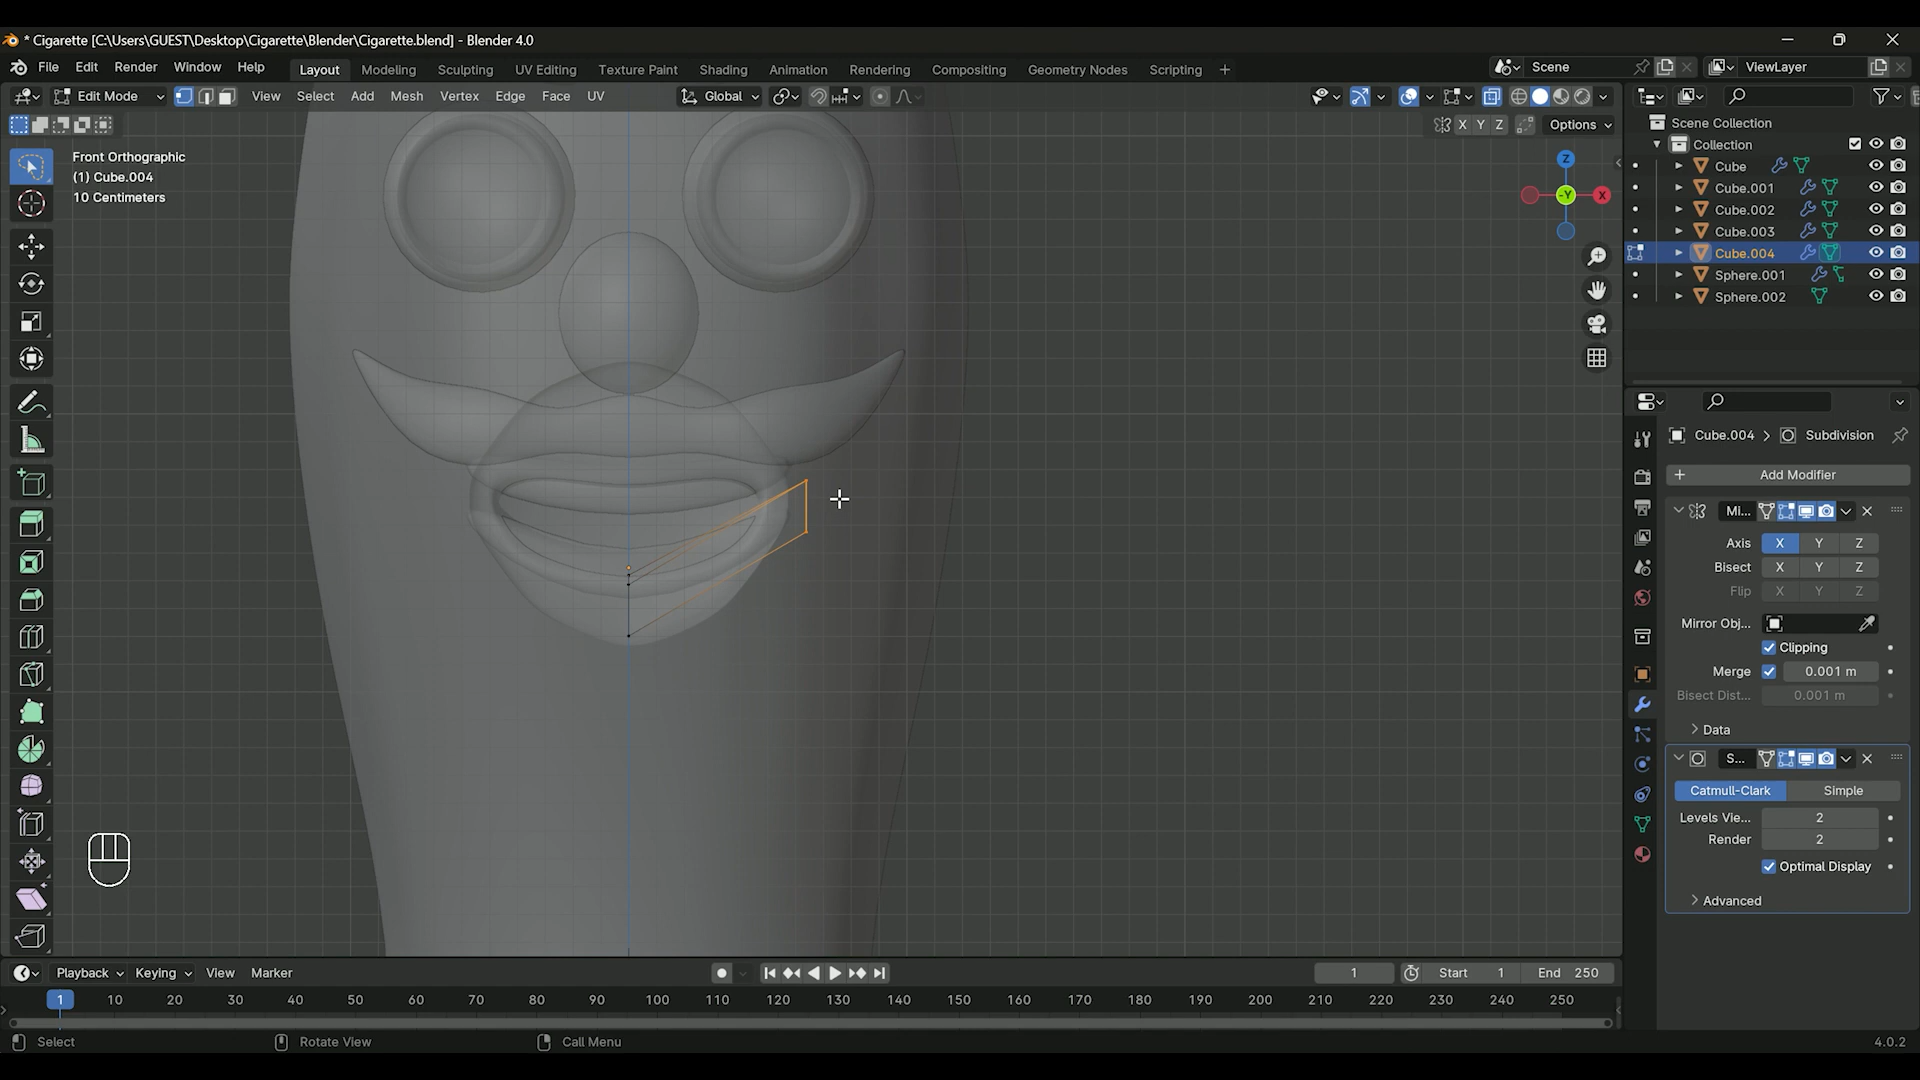 * Cigarette [C:\Users\GUEST\Desktop\Cigarette\Blender\Cigarette.blend] - Blender 4.0
File Edit Render Window Help Layout Modeling Sculpting UV Editing Texture Paint Shading Animation Rendering Compositing Geometry Nodes Scripting + Scene ViewLayer
Edit Mode View Select Add Mesh Vertex Edge Face UV Global
X Y Z Options
Scene Collection
Collection
Cube
Cube.001
Cube.002
Cube.003
Cube.004
Sphere.001
Sphere.002
Front Orthographic
(1) Cube.004
10 Centimeters
Z
-Y X
Cube.004 > Subdivision
+ Add Modifier
Mi...
Axis X Y Z
Bisect X Y Z
Flip X Y Z
Mirror Obj...
Clipping
Merge 0.001 m
Bisect Dist... 0.001 m
Data
S...
Catmull-Clark Simple
Levels Vie... 2
Render 2
Optimal Display
Advanced
Playback Keying View Marker 1 Start 1 End 250
1 10 20 30 40 50 60 70 80 90 100 110 120 130 140 150 160 170 180 190 200 210 220 230 240 250
Select Rotate View Call Menu 4.0.2